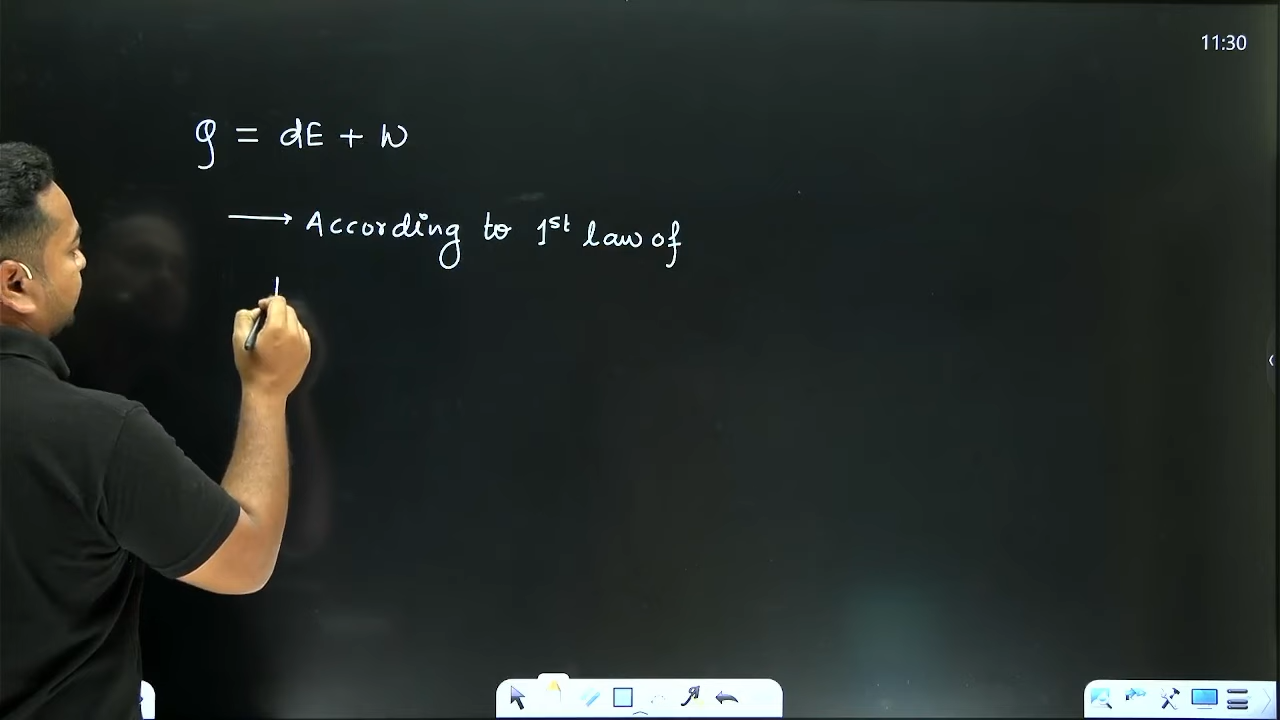 11:30
Q = dE + W
→ According to 1st law of